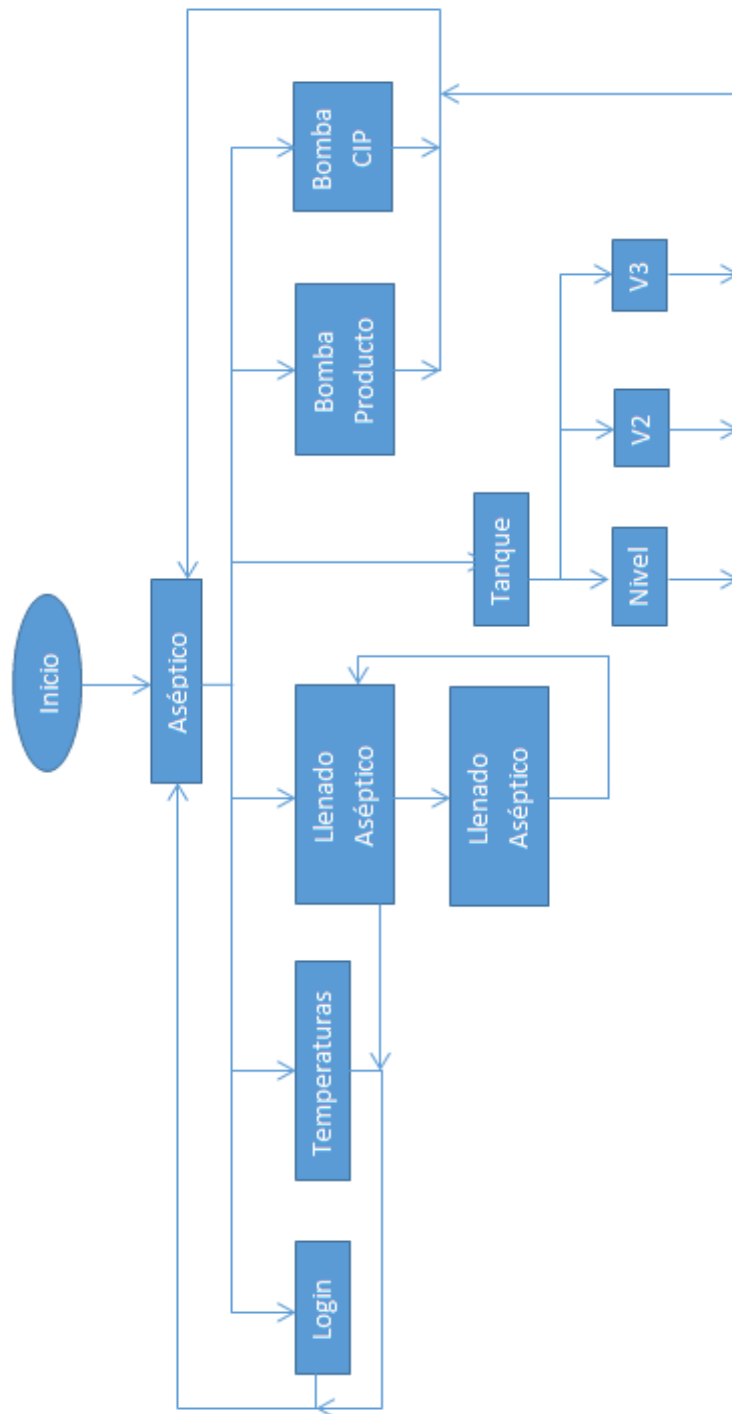 Inicio
Aséptico
Login
Temperaturas
Llenado
Aséptico
Bomba
Producto
Bomba
CIP
Llenado
Aséptico
Tanque
Nivel
V2
V3